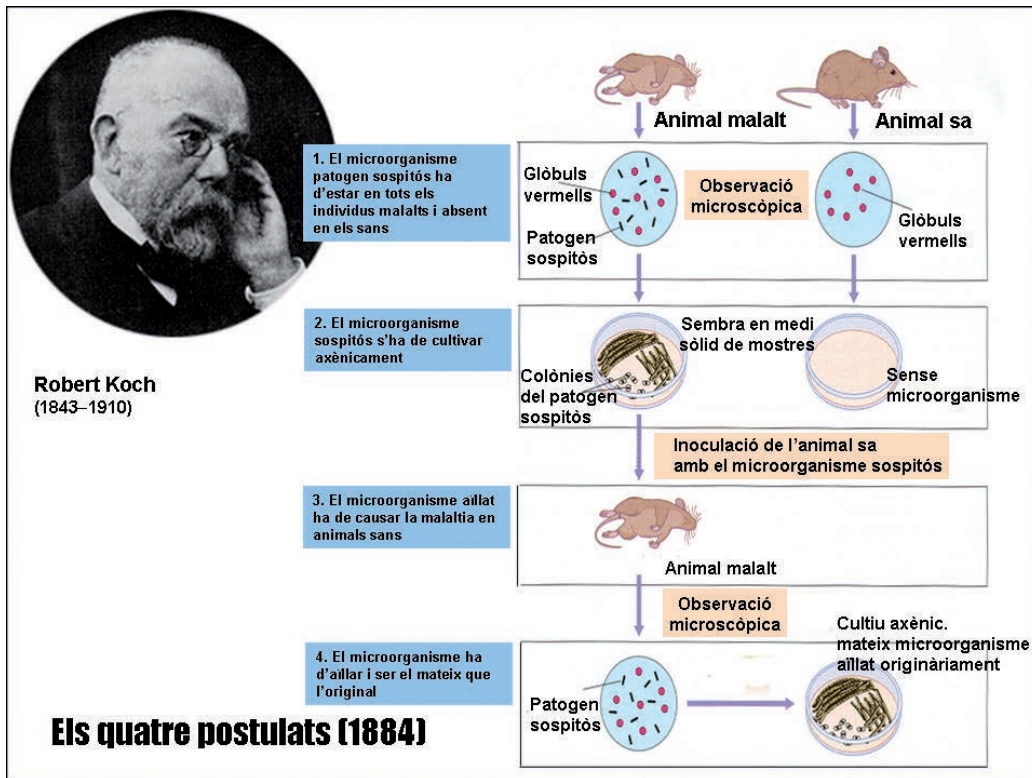 Animal malalt
Animal sa
1. El microorganisme
patogen sospitós ha
d'estar en tots els
individus malalts i absent
en els sans
Glòbuls
vermells
Patogen
sospitòs
Observació
microscòpica
Glòbuls
vermells
2. El microorganisme
sospitós s'ha de cultivar
axènicament
Sembra en medi
sòlid de mostres
Colònies
del patogen
sospitòs
Sense
microorganisme
Robert Koch
(1843–1910)
Inoculació de l'animal sa
amb el microorganisme sospitós
3. El microorganisme aïllat
ha de causar la malaltia en
animals sans
Animal malalt
Observació
microscòpica
4. El microorganisme ha
d'aïllar i ser el mateix que
l'original
Patogen
sospitòs
Cultiu axènic.
mateix microorganisme
aïllat originàriament
Els quatre postulats (1884)